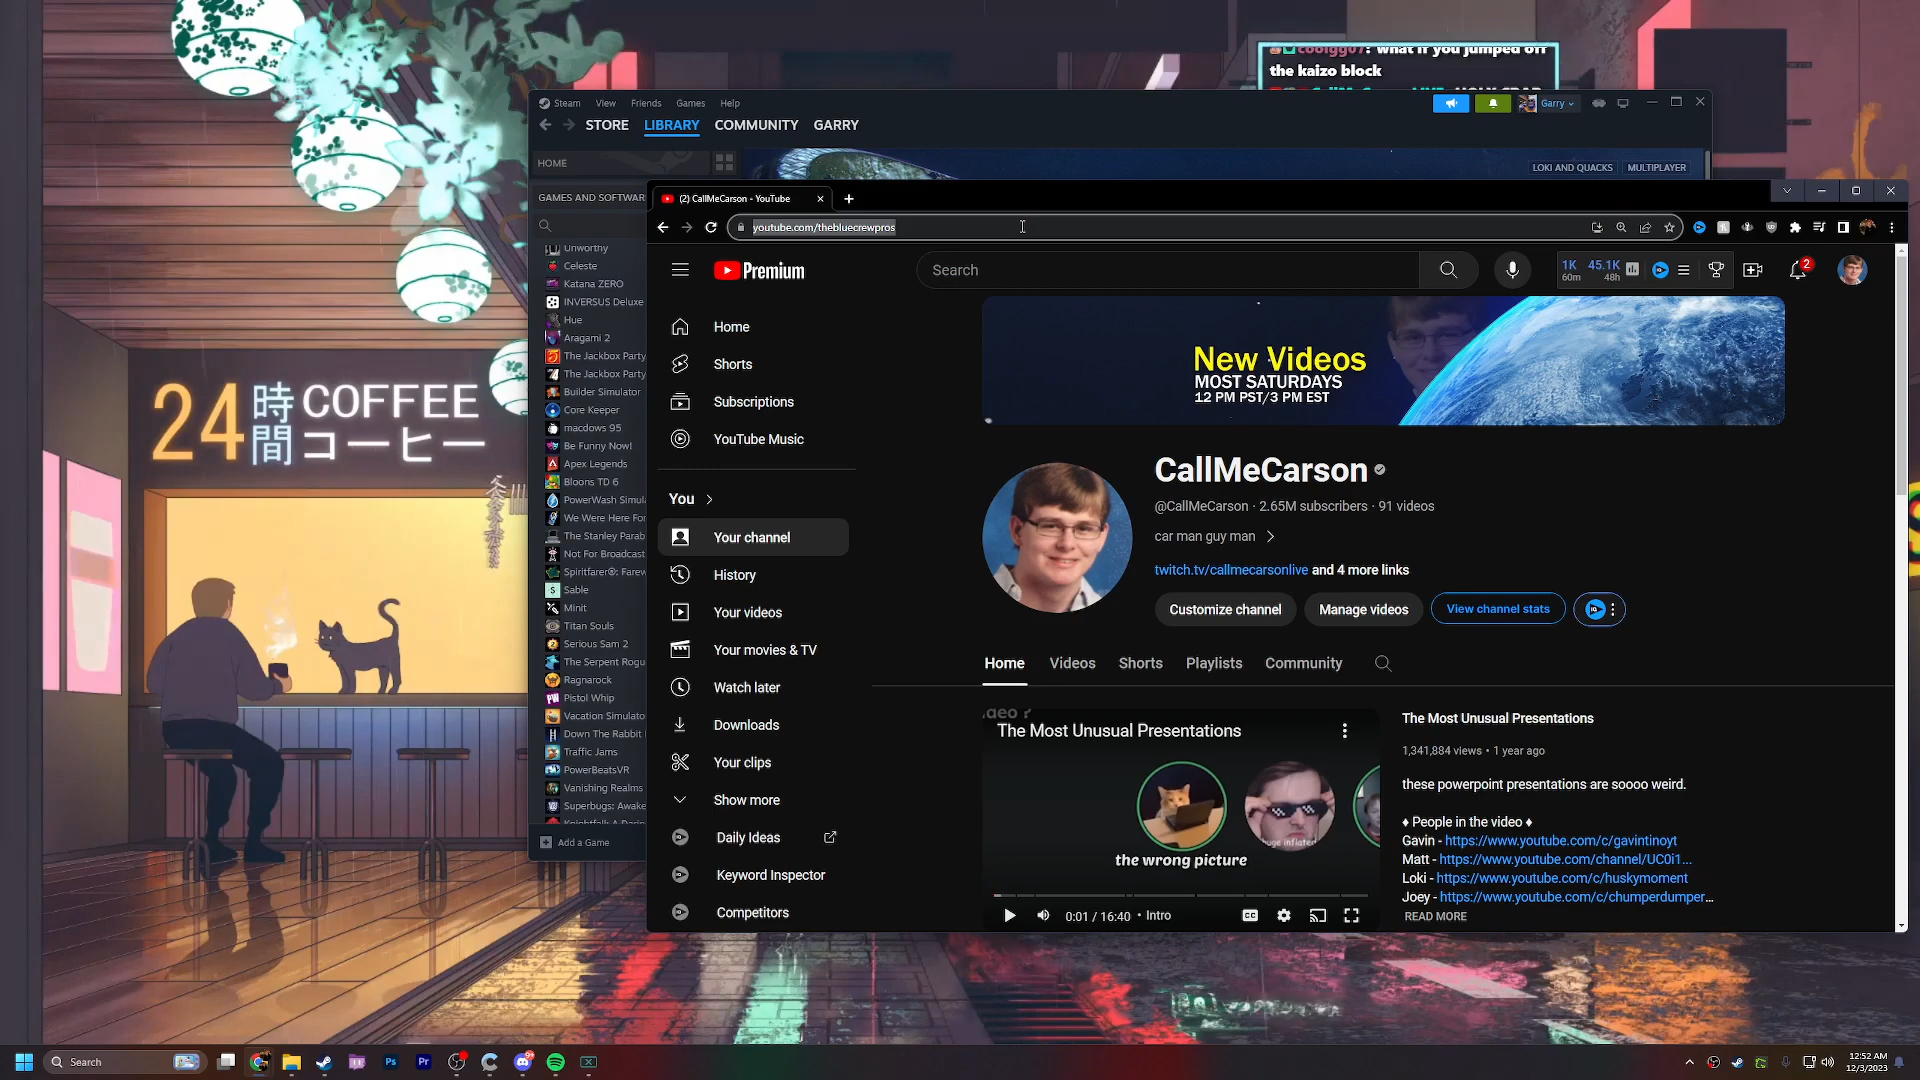 coolgg07: what if you jumped off
the kaizo block
Steam View Friends Games Help
Garry
STORE LIBRARY COMMUNITY GARRY
HOME
LOKI AND QUACKS MULTIPLAYER
GAMES AND SOFTWAR
(2) CallMeCarson - YouTube
youtube.com/thebluecrewpros
Unworthy
Celeste
Katana ZERO
INVERSUS Deluxe
Hue
Aragami 2
The Jackbox Party
The Jackbox Party
Builder Simulator
Core Keeper
macdows 95
Be Funny Now!
Apex Legends
Bloons TD 6
PowerWash Simula
We Were Here For
The Stanley Parab
Not For Broadcast
Spiritfarer®: Farew
Sable
Minit
Titan Souls
Serious Sam 2
The Serpent Rogu
Ragnarock
Pistol Whip
Vacation Simulato
Down The Rabbit
Traffic Jams
PowerBeatsVR
Vanishing Realms
Superbugs: Awake
Add a Game
24 時間 COFFEE
コーヒー
Premium
Search
1K 45.1K
60m 48h
2
Home
Shorts
Subscriptions
YouTube Music
You
Your channel
History
Your videos
Your movies & TV
Watch later
Downloads
Your clips
Show more
Daily Ideas
Keyword Inspector
Competitors
New Videos
MOST SATURDAYS
12 PM PST/3 PM EST
CallMeCarson
@CallMeCarson · 2.65M subscribers · 91 videos
car man guy man
twitch.tv/callmecarsonlive and 4 more links
Customize channel Manage videos View channel stats
Home Videos Shorts Playlists Community
The Most Unusual Presentations
huge inflated
the wrong picture
0:01 / 16:40 • Intro
The Most Unusual Presentations
1,341,884 views • 1 year ago
these powerpoint presentations are soooo weird.
♦ People in the video ♦
Gavin - https://www.youtube.com/c/gavintinoyt
Matt - https://www.youtube.com/channel/UC0i1...
Loki - https://www.youtube.com/c/huskymoment
Joey - https://www.youtube.com/c/chumperdumper...
READ MORE
Search
Ps
Pr
12:52 AM
12/3/2023